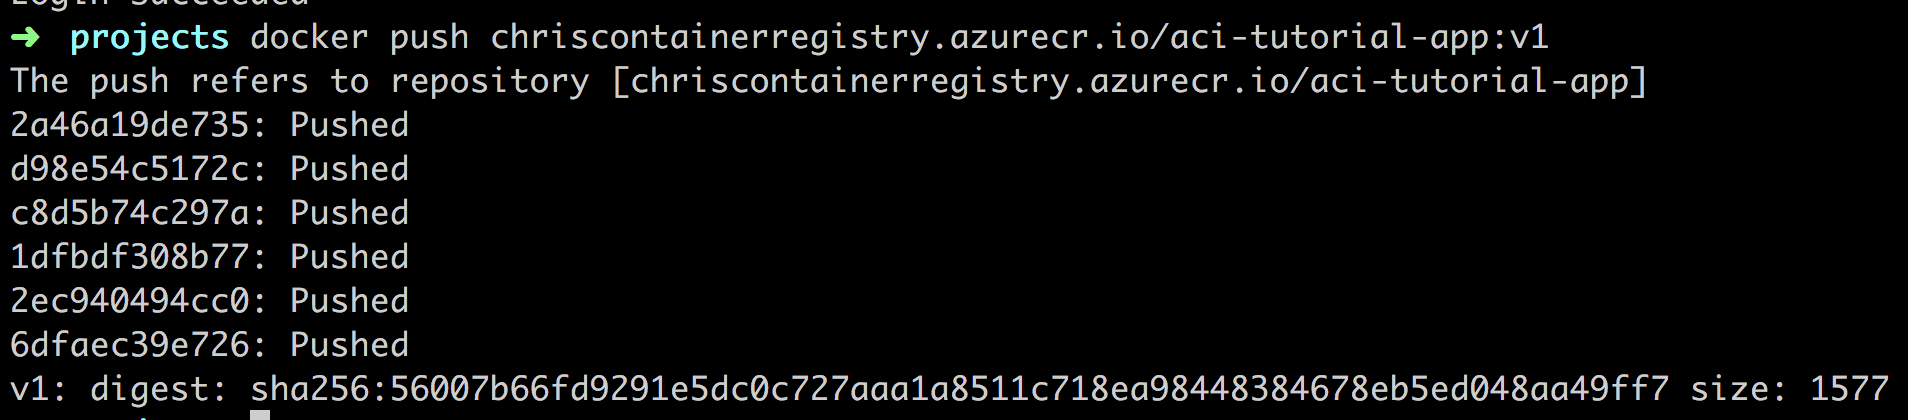 Login Succeeded
➜ projects docker push chriscontainerregistry.azurecr.io/aci-tutorial-app:v1
The push refers to repository [chriscontainerregistry.azurecr.io/aci-tutorial-app]
2a46a19de735: Pushed
d98e54c5172c: Pushed
c8d5b74c297a: Pushed
1dfbdf308b77: Pushed
2ec940494cc0: Pushed
6dfaec39e726: Pushed
v1: digest: sha256:56007b66fd9291e5dc0c727aaa1a8511c718ea98448384678eb5ed048aa49ff7 size: 1577